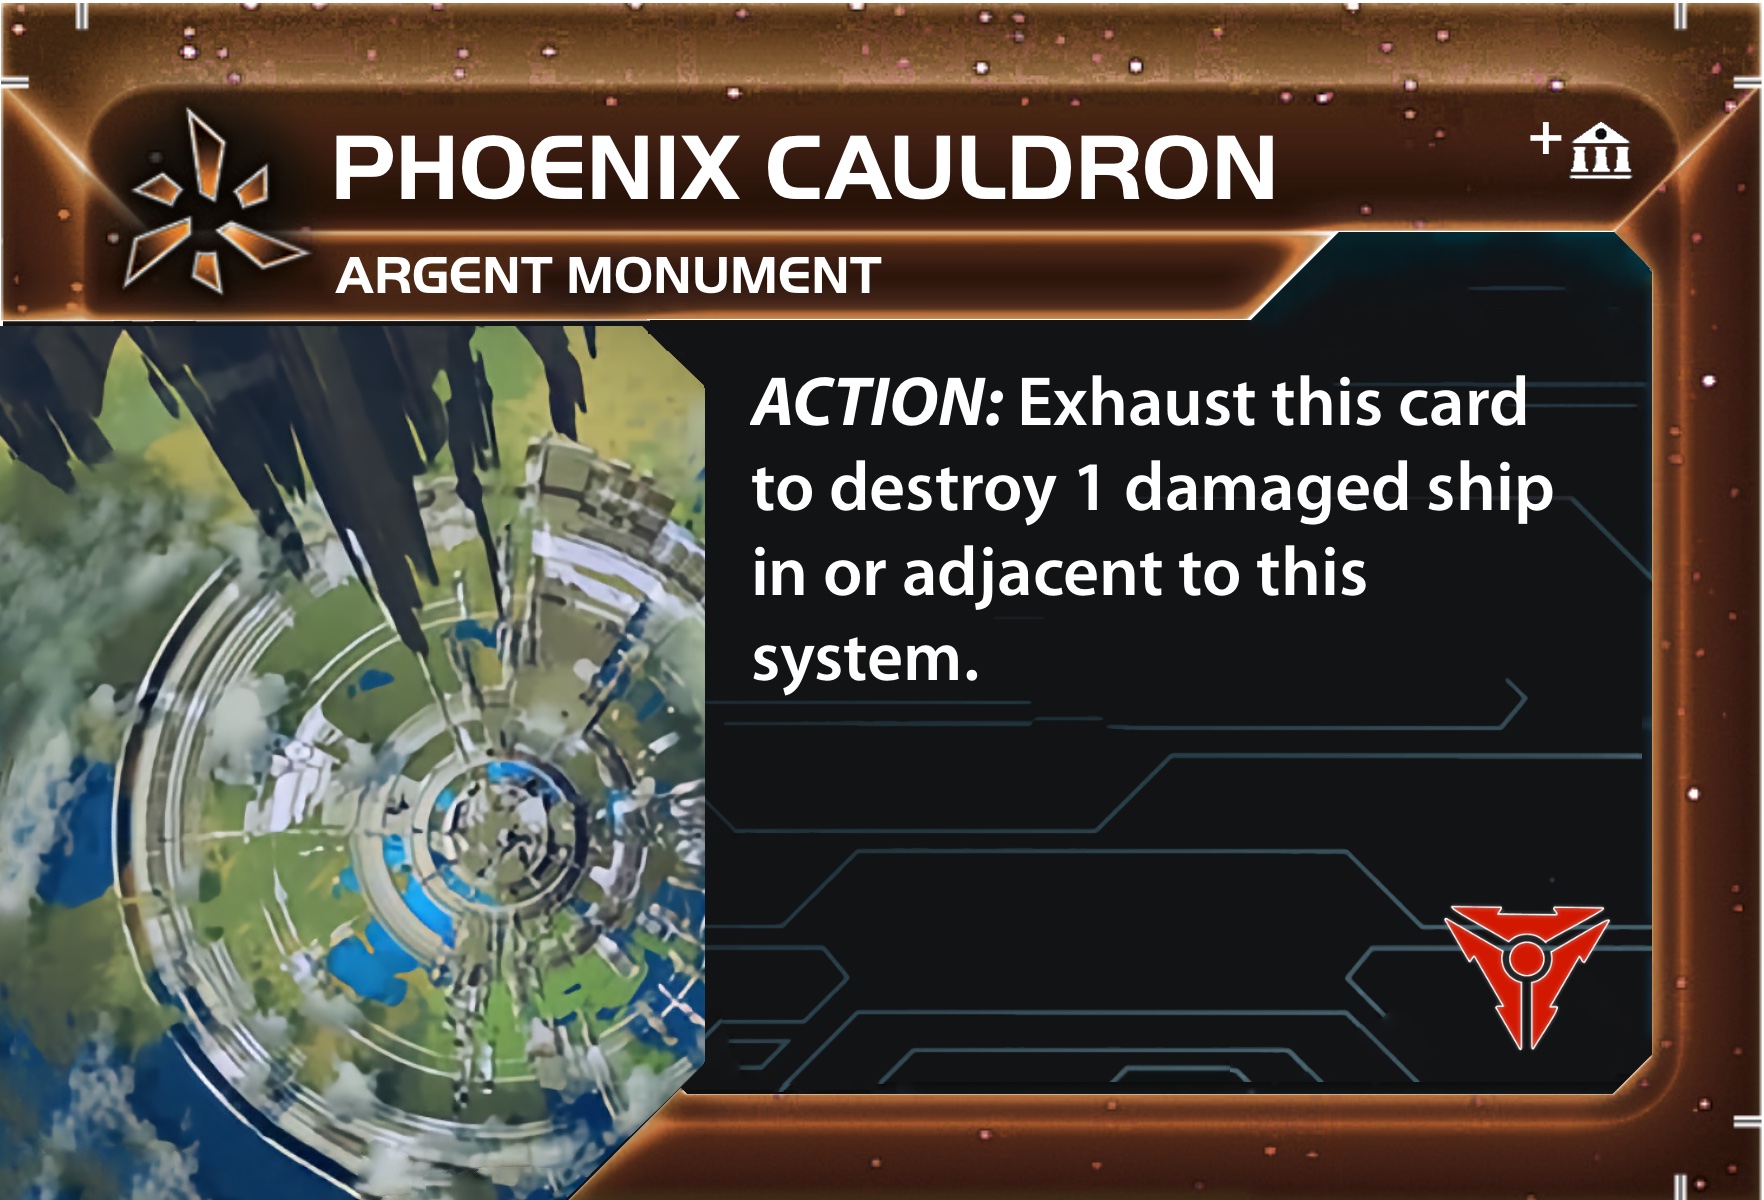 PHOENIX CAULDRON
+
ARGENT MONUMENT
ACTION: Exhaust this card
to destroy 1 damaged ship
in or adjacent to this
system.